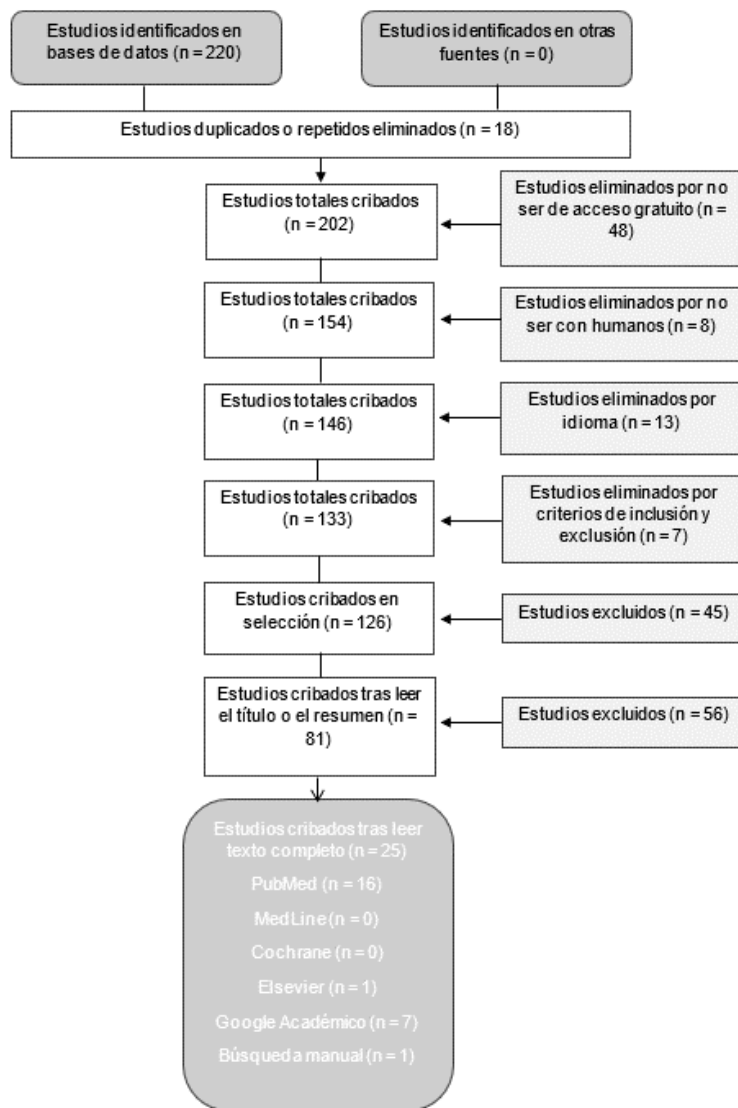 Estudios identificados en
bases de datos (n = 220)
Estudios identificados en otras
fuentes (n = 0)
Estudios duplicados o repetidos eliminados (n = 18)
Estudios totales cribados
(n = 202)
Estudios eliminados por no
ser de acceso gratuito (n =
48)
Estudios totales cribados
(n = 154)
Estudios eliminados por no
ser con humanos (n = 8)
Estudios totales cribados
(n = 146)
Estudios eliminados por
idioma (n = 13)
Estudios totales cribados
(n = 133)
Estudios eliminados por
criterios de inclusión y
exclusión (n = 7)
Estudios cribados en
selección (n = 126)
Estudios excluidos (n = 45)
Estudios cribados tras leer
el título o el resumen (n =
81)
Estudios excluidos (n = 56)
Estudios cribados tras leer
texto completo (n = 25)
PubMed (n = 16)
MedLine (n = 0)
Cochrane (n = 0)
Elsevier (n = 1)
Google Académico (n = 7)
Búsqueda manual (n = 1)